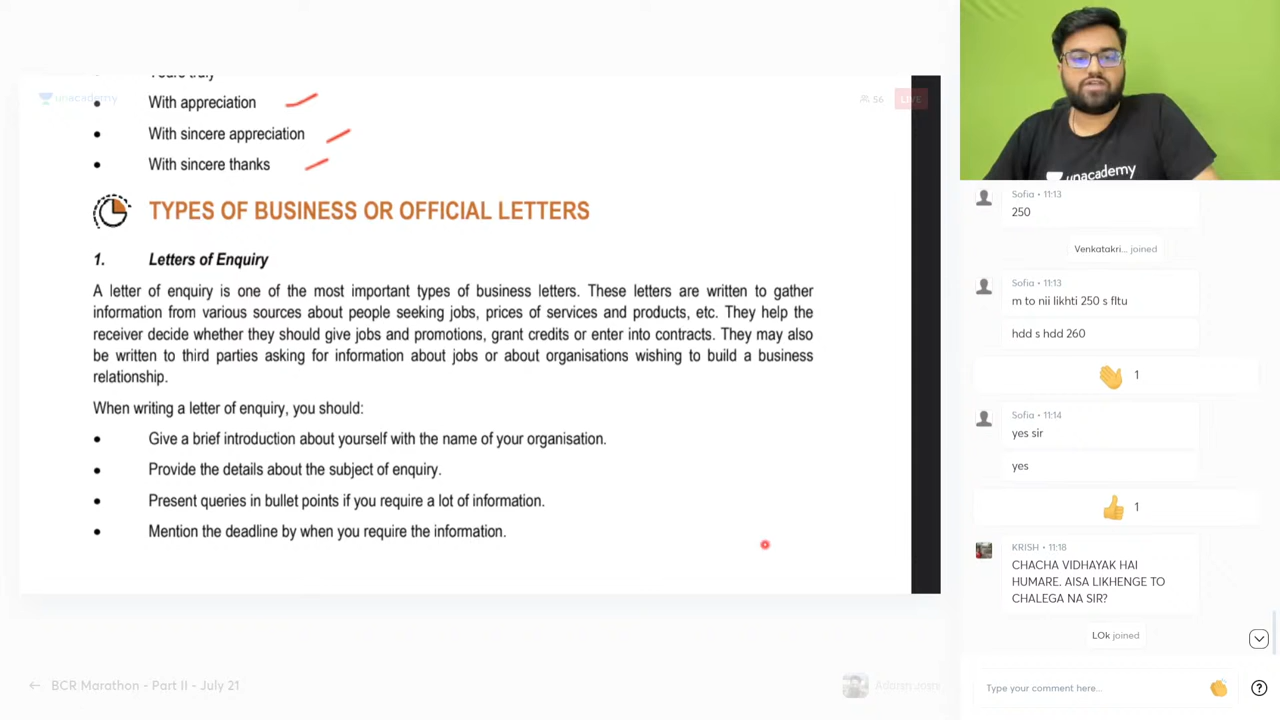 Yours truly
With appreciation
unacademy
56
LIVE
With sincere appreciation
With sincere thanks
TYPES OF BUSINESS OR OFFICIAL LETTERS
1. Letters of Enquiry
A letter of enquiry is one of the most important types of business letters. These letters are written to gather
information from various sources about people seeking jobs, prices of services and products, etc. They help the
receiver decide whether they should give jobs and promotions, grant credits or enter into contracts. They may also
be written to third parties asking for information about jobs or about organisations wishing to build a business
relationship.
When writing a letter of enquiry, you should:
• Give a brief introduction about yourself with the name of your organisation.
• Provide the details about the subject of enquiry.
• Present queries in bullet points if you require a lot of information.
• Mention the deadline by when you require the information.
BCR Marathon - Part II - July 21
unacademy
Sofia • 11:13
250
Venkatakri... joined
Sofia • 11:13
m to nii likhti 250 s fltu
hdd s hdd 260
1
Sofia • 11:14
yes sir
yes
1
KRISH • 11:18
CHACHA VIDHAYAK HAI
HUMARE. AISA LIKHENGE TO
CHALEGA NA SIR?
LOk joined
Type your comment here...